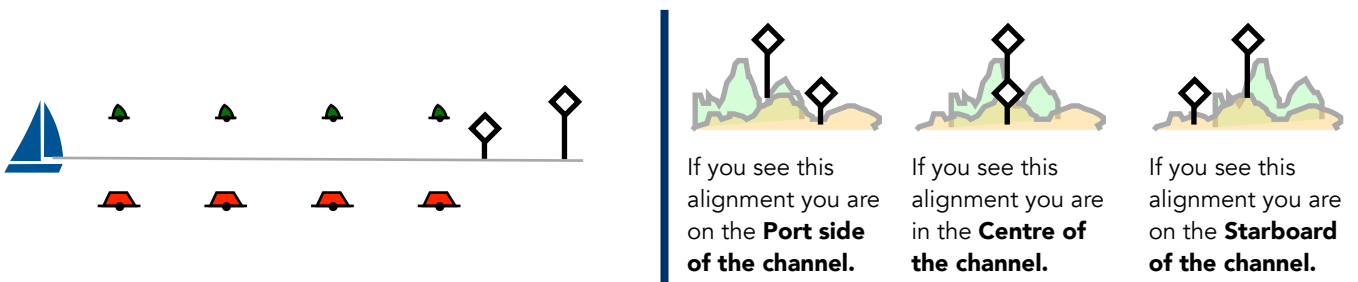 If you see this
alignment you are
on the Port side
of the channel.
If you see this
alignment you are
in the Centre of
the channel.
If you see this
alignment you are
on the Starboard
of the channel.